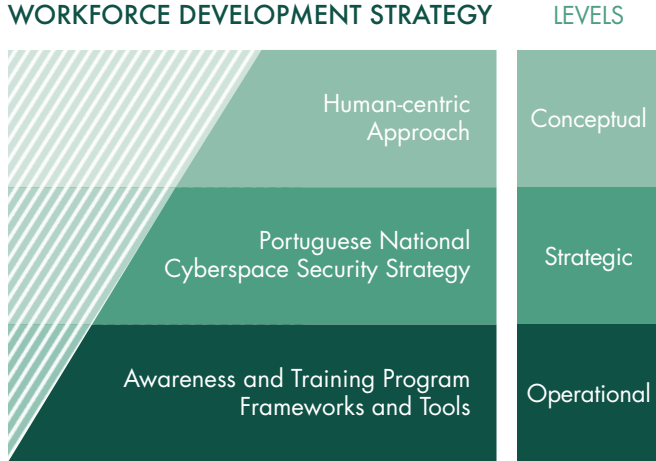 WORKFORCE DEVELOPMENT STRATEGY
LEVELS
Human-centric
Approach
Conceptual
Portuguese National
Cyberspace Security Strategy
Strategic
Awareness and Training Program
Frameworks and Tools
Operational